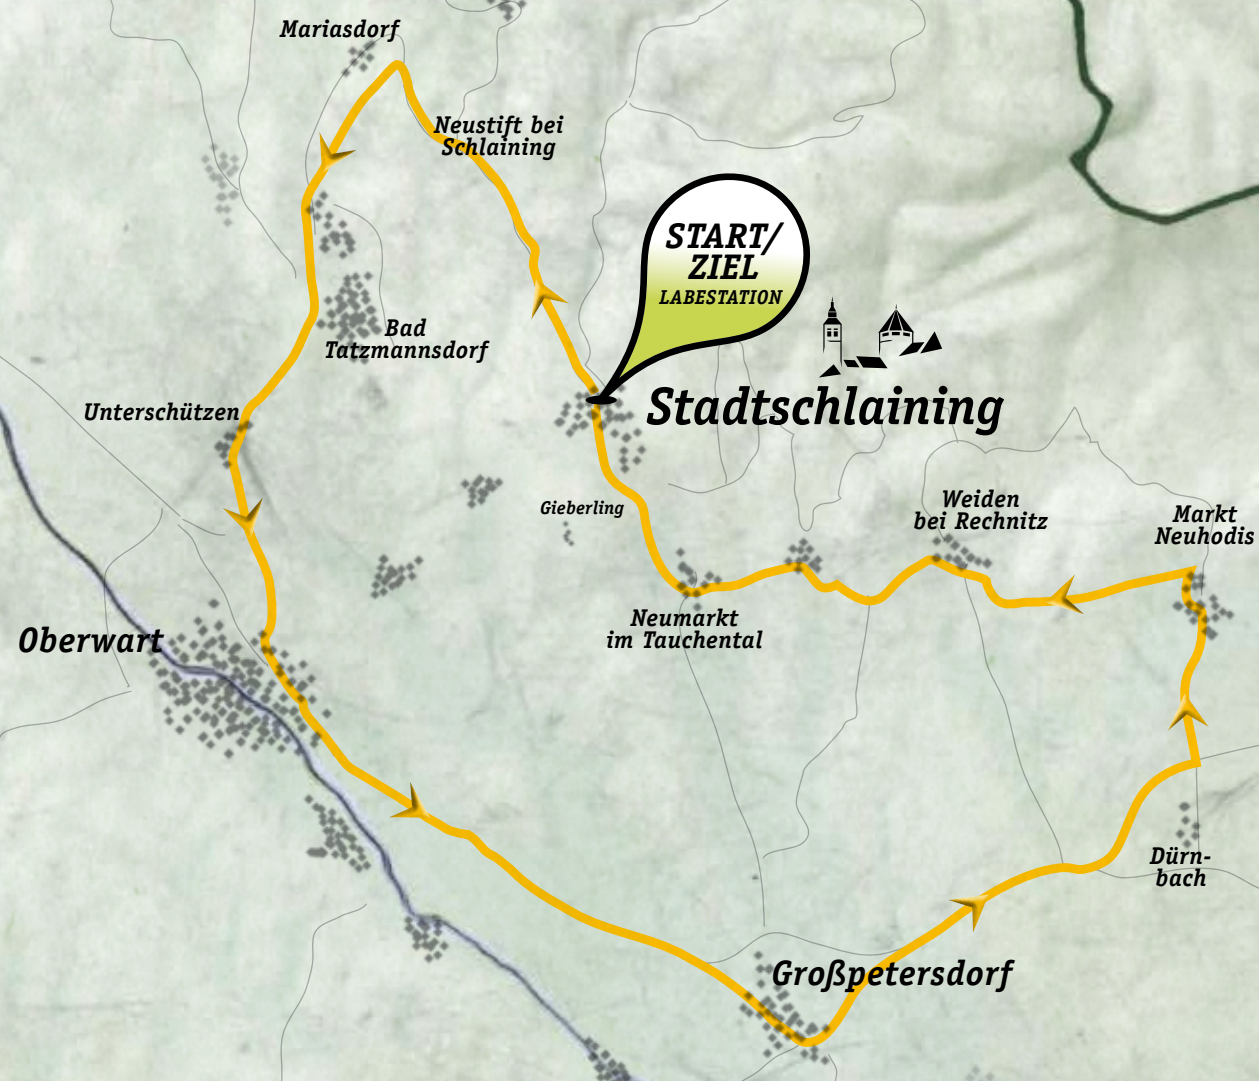 Mariasdorf
Neustift bei
Schlaining
START/
ZIEL
LABESTATION
Bad
Tatzmannsdorf
Unterschützen
Stadtschlaining
Gieberling
Weiden
bei Rechnitz
Markt
Neuhodis
Neumarkt
im Tauchental
Oberwart
Dürn-
bach
Großpetersdorf